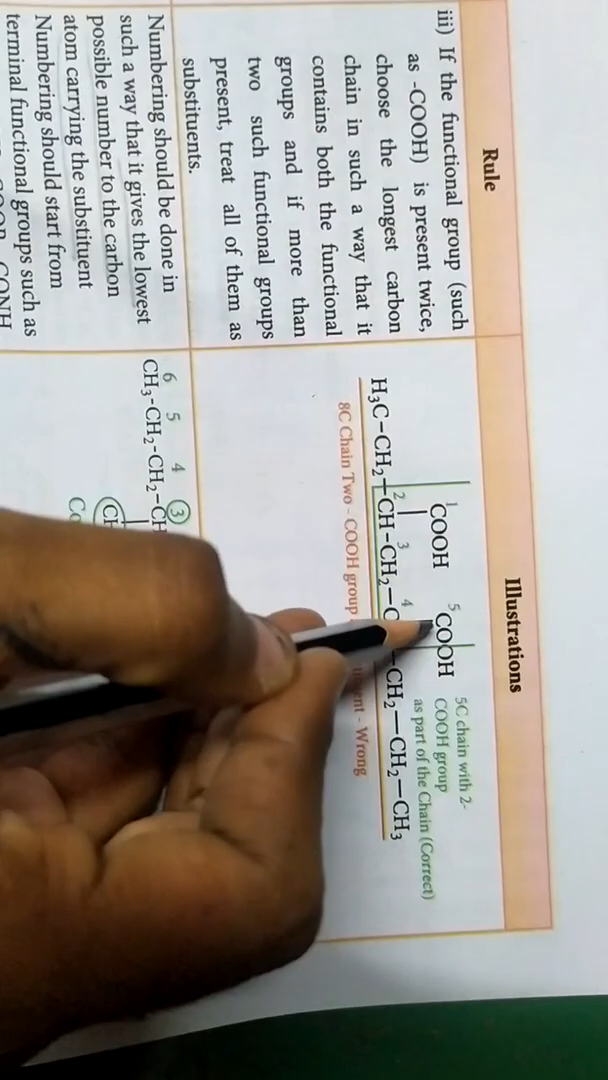 Rule
Illustrations
iii) If the functional group (such
as -COOH) is present twice,
choose the longest carbon
chain in such a way that it
contains both the functional
groups and if more than
two such functional groups
present, treat all of them as
substituents.
5C chain with 2-
COOH group
as part of the Chain (Correct)
1 5
COOH COOH
2 3 4
H3C-CH2-CH-CH2-C -CH2-CH2-CH3
8C Chain Two - COOH group - Wrong
Numbering should be done in
such a way that it gives the lowest
possible number to the carbon
atom carrying the substituent
Numbering should start from
terminal functional groups such as
6 5 4 3
CH3-CH2-CH2-CH